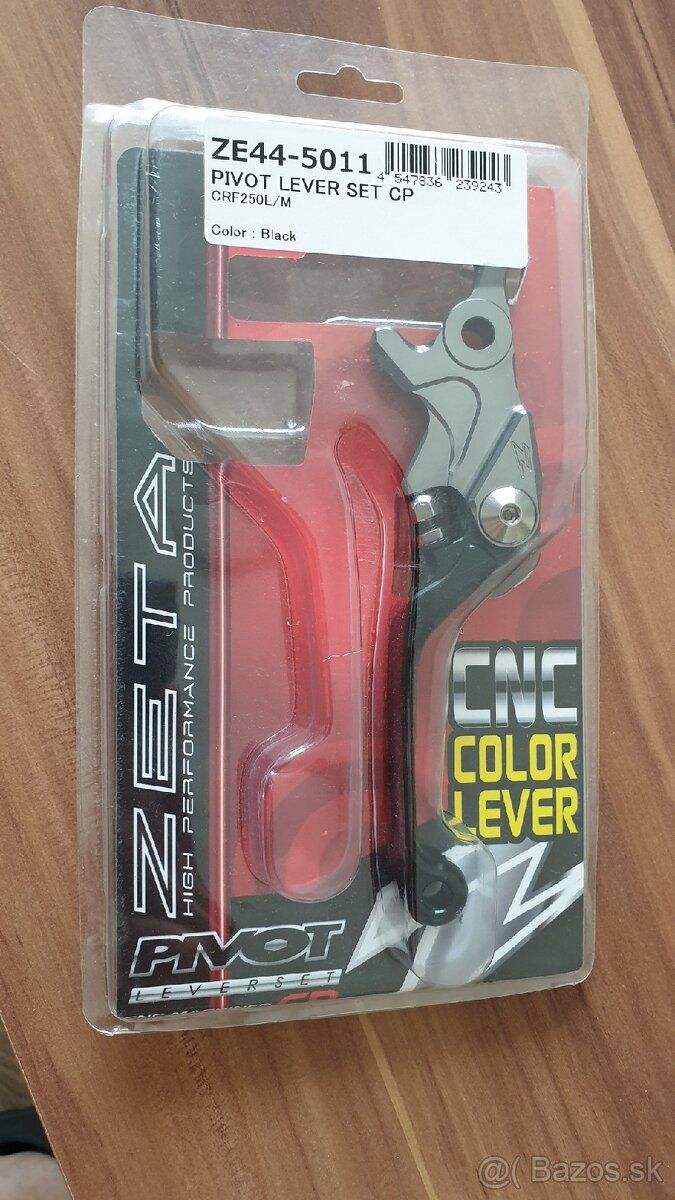 ZE44-5011
4 547836 239243
PIVOT LEVER SET CP
CRF250L/M
Color : Black
ZETA
HIGH PERFORMANCE PRODUCTS
CNC
COLOR
LEVER
PIVOT
LEVERSET
@( Bazos.sk